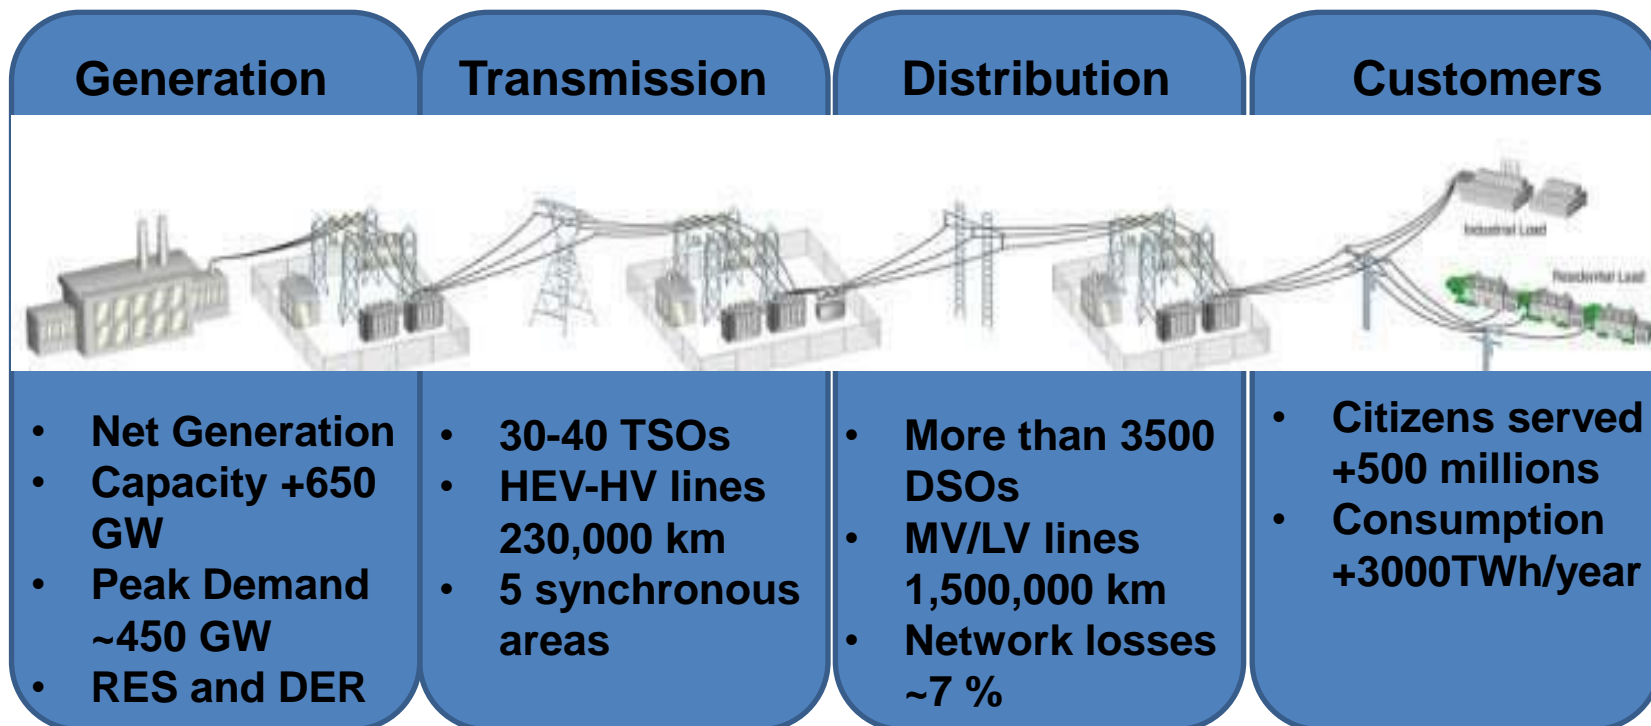 Generation
Transmission
Distribution
Customers
Industrial Load
Residential Load
• Net Generation
• Capacity +650
GW
• Peak Demand
~450 GW
• RES and DER
• 30-40 TSOs
• HEV-HV lines
230,000 km
• 5 synchronous
areas
• More than 3500
DSOs
• MV/LV lines
1,500,000 km
• Network losses
~7 %
• Citizens served
+500 millions
• Consumption
+3000TWh/year